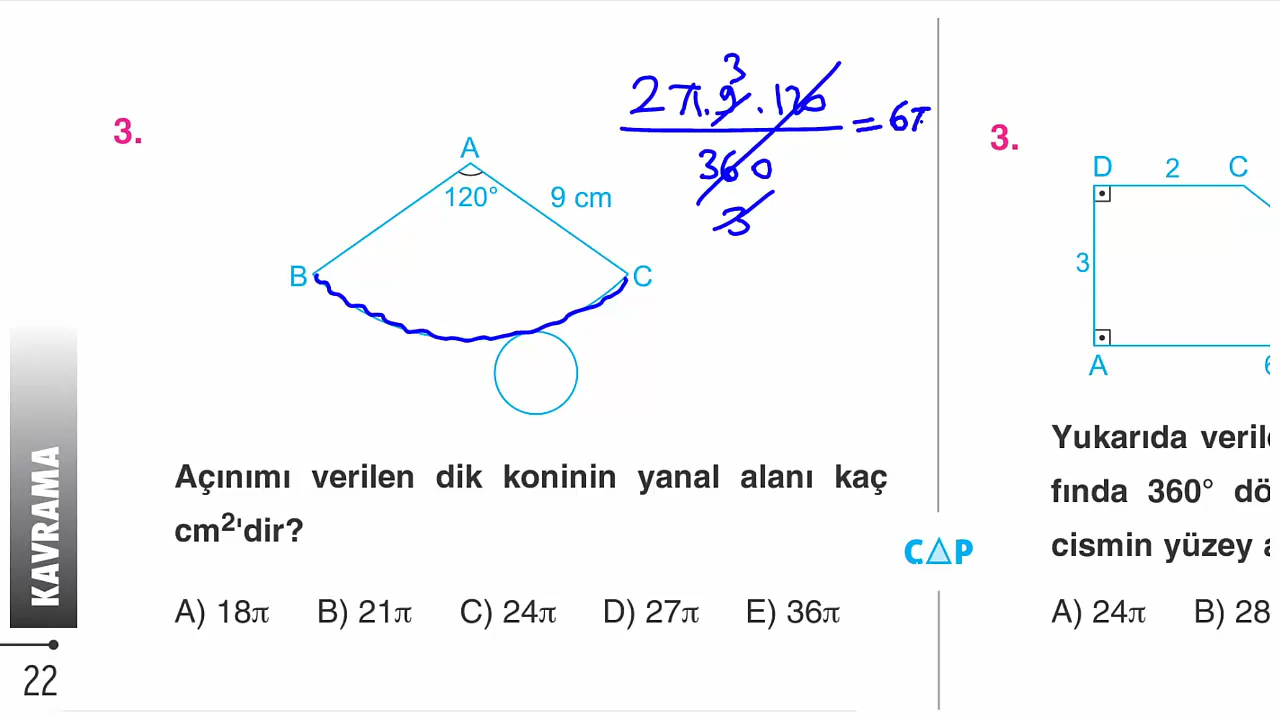 3.
A
120°
9 cm
B
C
2π.9.120
3
360
3
= 6π
Açınımı verilen dik koninin yanal alanı kaç
cm²'dir?
A) 18π B) 21π C) 24π D) 27π E) 36π
KAVRAMA
22
CAP
3.
D 2 C
3
A 6
Yukarıda veril
fında 360° dö
cismin yüzey a
A) 24π B) 28